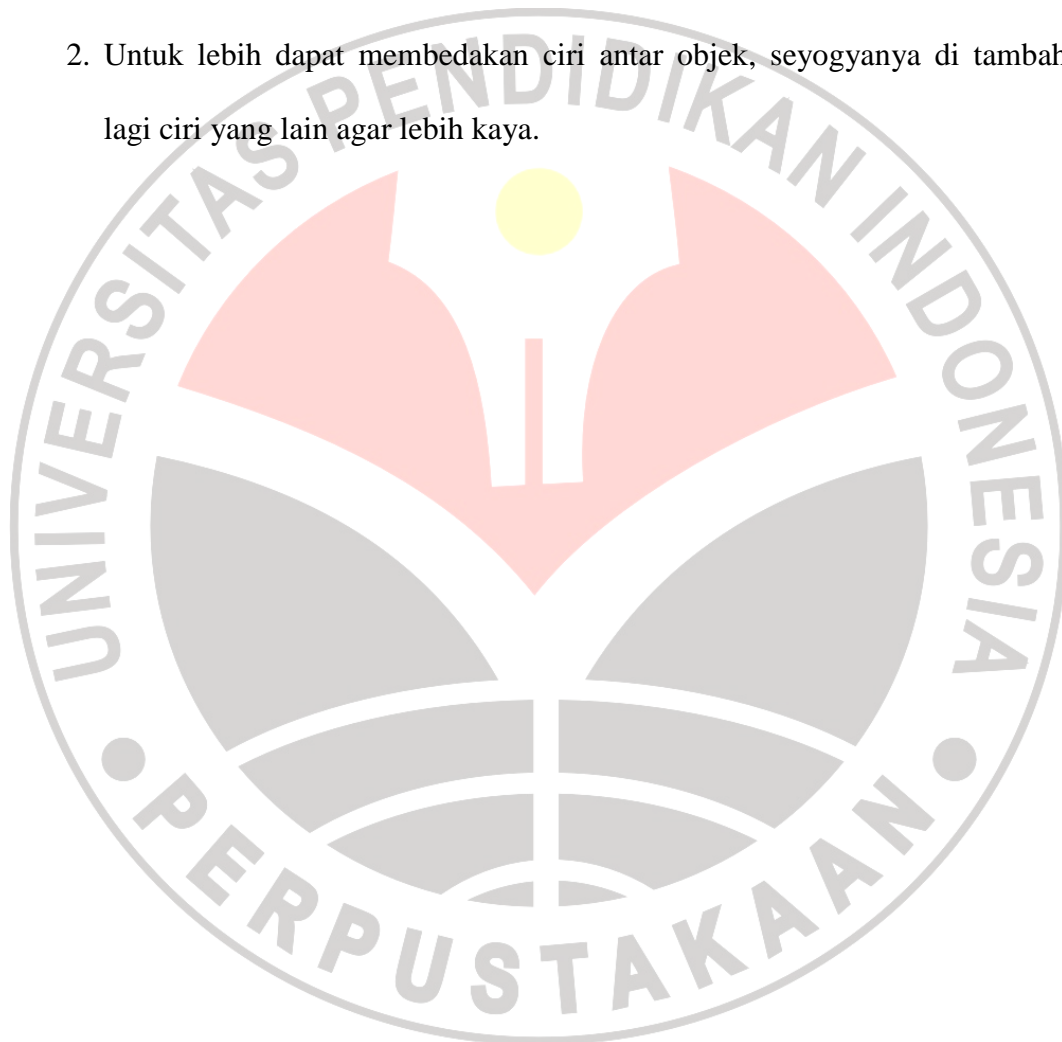 2. Untuk lebih dapat membedakan ciri antar objek, seyogyanya di tambah
lagi ciri yang lain agar lebih kaya.
UNIVERSITAS PENDIDIKAN INDONESIA
PERPUSTAKAAN